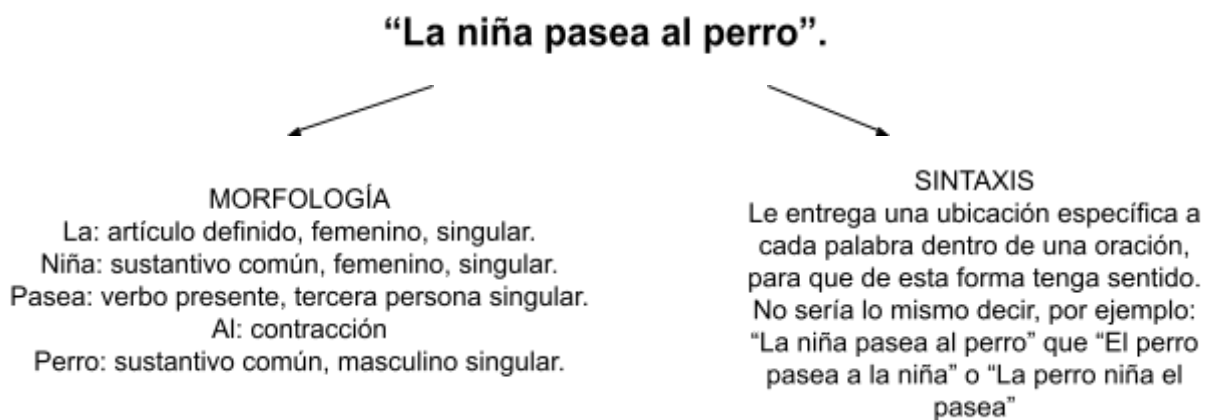 “La niña pasea al perro”.
MORFOLOGÍA
La: artículo definido, femenino, singular.
Niña: sustantivo común, femenino, singular.
Pasea: verbo presente, tercera persona singular.
Al: contracción
Perro: sustantivo común, masculino singular.
SINTAXIS
Le entrega una ubicación específica a
cada palabra dentro de una oración,
para que de esta forma tenga sentido.
No sería lo mismo decir, por ejemplo:
“La niña pasea al perro” que “El perro
pasea a la niña” o “La perro niña el
pasea”